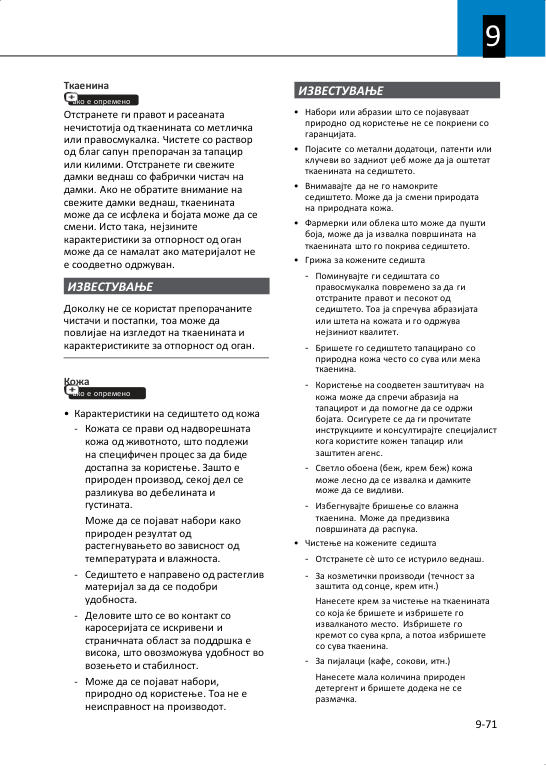 9
Ткаенина
ако е опремено
Отстранете ги правот и расеаната
нечистотија од ткаенината со метличка
или правосмукалка. Чистете со раствор
од благ сапун препорачан за тапацир
или килими. Отстранете ги свежите
дамки веднаш со фабрички чистач на
дамки. Ако не обратите внимание на
свежите дамки веднаш, ткаенината
може да се исфлека и бојата може да се
смени. Исто така, нејзините
карактеристики за отпорност од оган
може да се намалат ако материјалот не
е соодветно одржуван.
ИЗВЕСТУВАЊЕ
Доколку не се користат препорачаните
чистачи и постапки, тоа може да
повлијае на изгледот на ткаенината и
карактеристиките за отпорност од оган.
Кожа
ако е опремено
• Карактеристики на седиштето од кожа
- Кожата се прави од надворешната
кожа од животното, што подлежи
на специфичен процес за да биде
достапна за користење. Зашто е
природен производ, секој дел се
разликува во дебелината и
густината.
Може да се појават набори како
природен резултат од
растегнувањето во зависност од
температурата и влажноста.
- Седиштето е направено од растеглив
материјал за да се подобри
удобноста.
- Деловите што се во контакт со
каросеријата се искривени и
страничната област за поддршка е
висока, што овозможува удобност во
возењето и стабилност.
- Може да се појават набори,
природно од користење. Тоа не е
неисправност на производот.
ИЗВЕСТУВАЊЕ
• Набори или абразии што се појавуваат
природно од користење не се покриени со
гаранцијата.
• Појасите со метални додатоци, патенти или
клучеви во задниот џеб може да ја оштетат
ткаенината на седиштето.
• Внимавајте да не го намокрите
седиштето. Може да ја смени природата
на природната кожа.
• Фармерки или облека што може да пушти
боја, може да ја извалка површината на
ткаенината што го покрива седиштето.
• Грижа за кожените седишта
- Поминувајте ги седиштата со
правосмукалка повремено за да ги
отстраните правот и песокот од
седиштето. Тоа ја спречува абразијата
или штета на кожата и го одржува
нејзиниот квалитет.
- Бришете го седиштето тапацирано со
природна кожа често со сува или мека
ткаенина.
- Користење на соодветен заштитувач на
кожа може да спречи абразија на
тапацирот и да помогне да се одржи
бојата. Осигурете се да ги прочитате
инструкциите и консултирајте специјалист
кога користите кожен тапацир или
заштитен агенс.
- Светло обоена (беж, крем беж) кожа
може лесно да се извалка и дамките
може да се видливи.
- Избегнувајте бришење со влажна
ткаенина. Може да предизвика
површината да распука.
• Чистење на кожените седишта
- Отстранете сѐ што се истурило веднаш.
- За козметички производи (течност за
заштита од сонце, крем итн.)
Нанесете крем за чистење на ткаенината
со која ќе бришете и избришете го
извалканото место. Избришете го
кремот со сува крпа, а потоа избришете
со сува ткаенина.
- За пијалаци (кафе, сокови, итн.)
Нанесете мала количина природен
детергент и бришете додека не се
размачка.
9-71